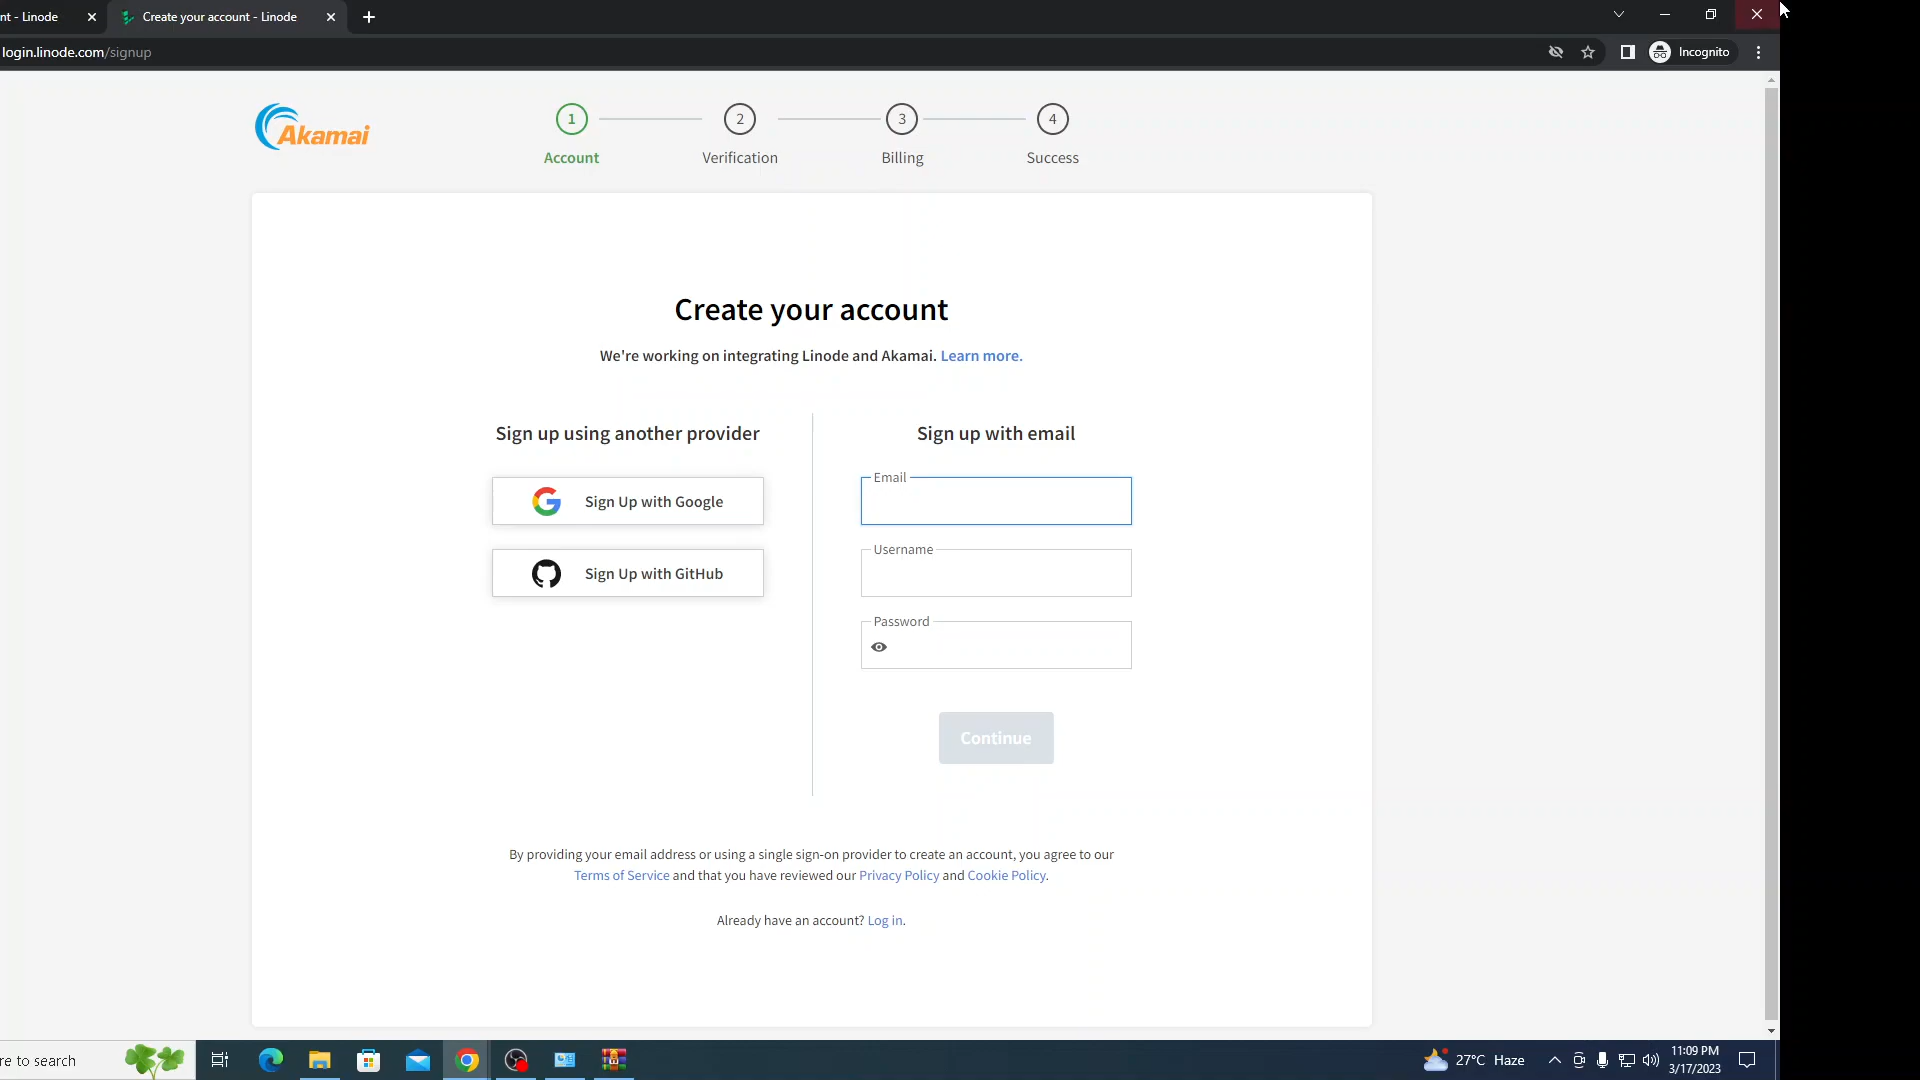 nt - Linode
Create your account - Linode
login.linode.com/signup
Incognito
Akamai
1
2
3
4
Account
Verification
Billing
Success
Create your account
We're working on integrating Linode and Akamai. Learn more.
Sign up using another provider
Sign up with email
Sign Up with Google
Sign Up with GitHub
Email
Username
Password
Continue
By providing your email address or using a single sign-on provider to create an account, you agree to our
Terms of Service and that you have reviewed our Privacy Policy and Cookie Policy.
Already have an account? Log in.
re to search
27°C Haze
11:09 PM
3/17/2023